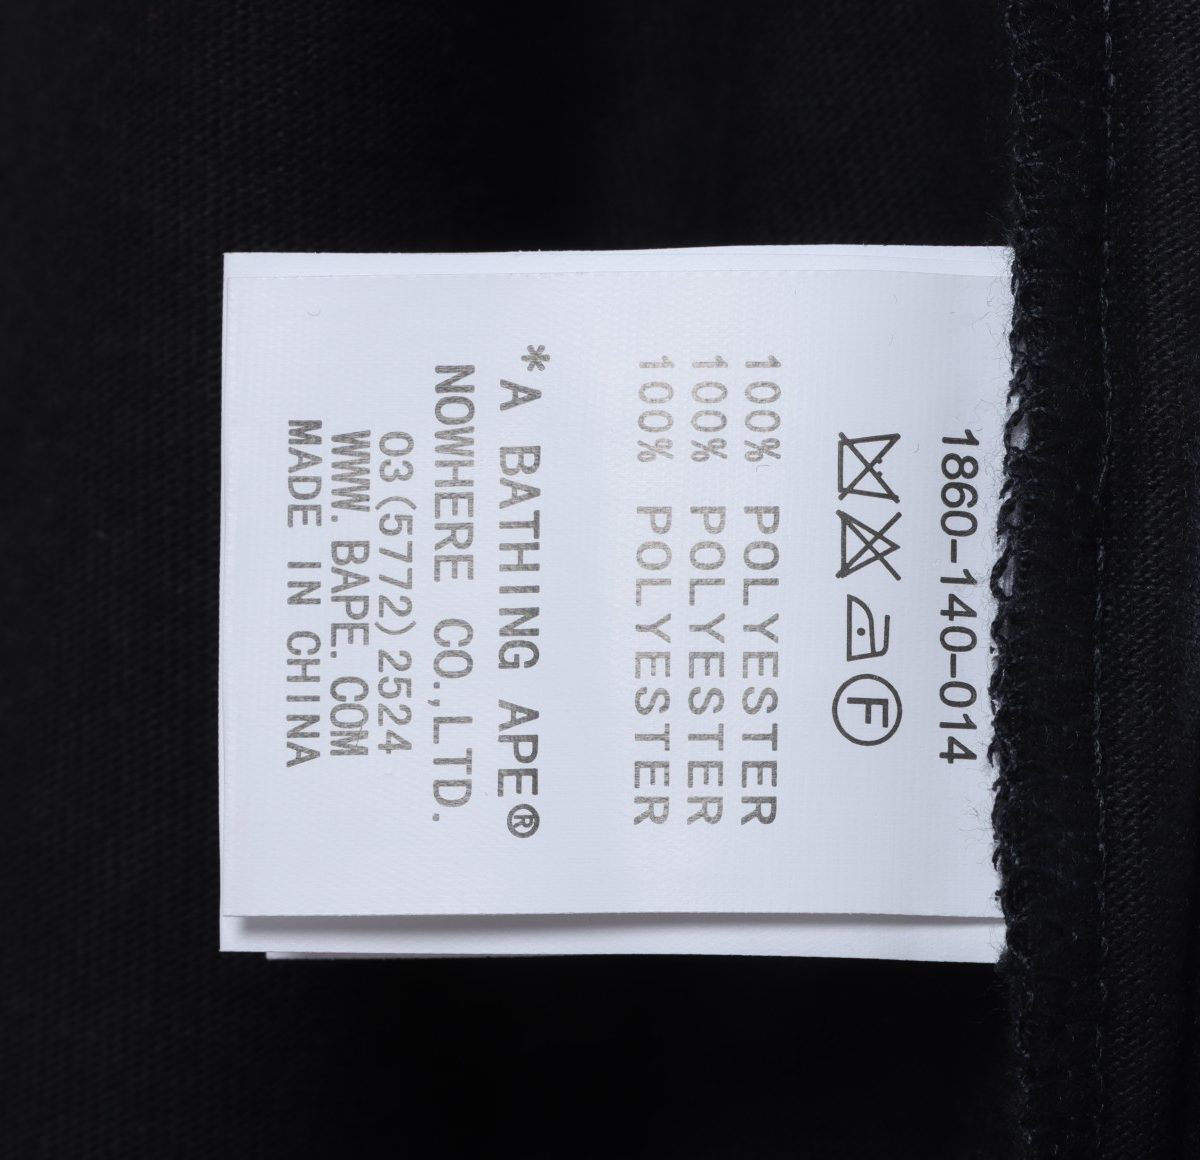 1860-140-014
F
100% POLYESTER
100% POLYESTER
100% POLYESTER
*A BATHING APE®
NOWHERE CO.,LTD.
03(5772)2524
WWW.BAPE.COM
MADE IN CHINA